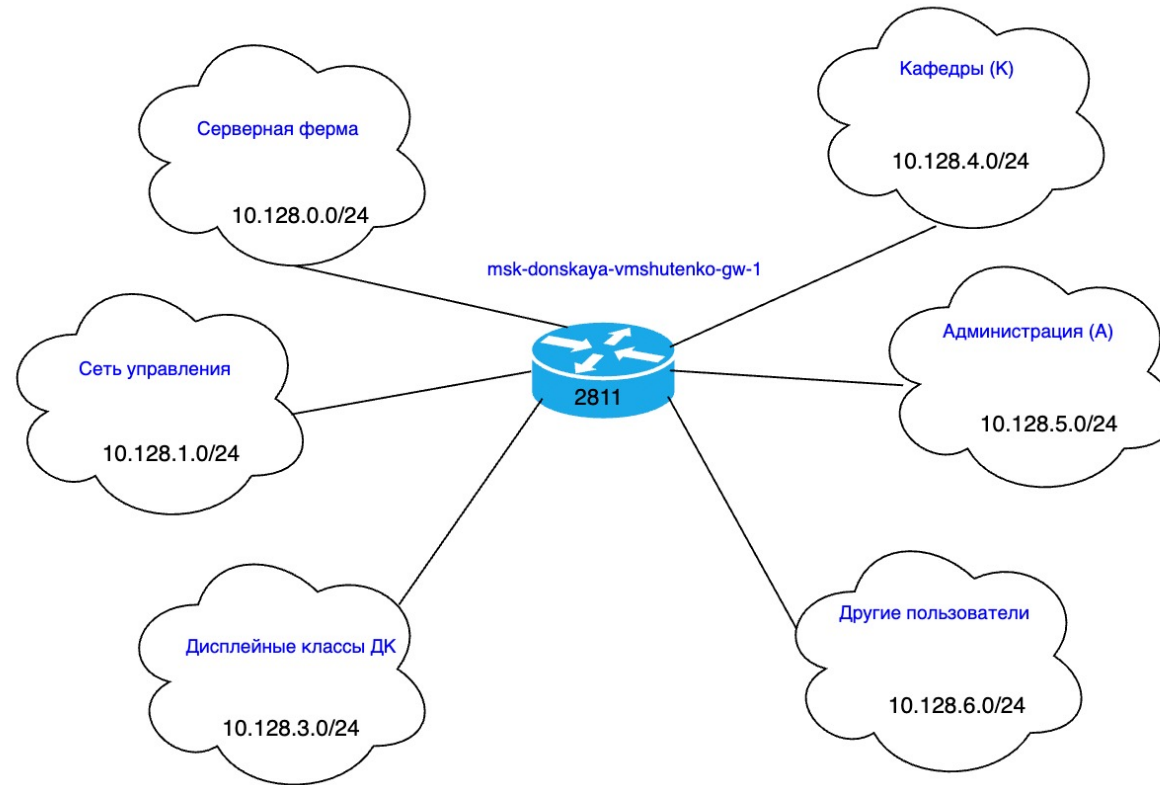 Серверная ферма
10.128.0.0/24
Кафедры (К)
10.128.4.0/24
msk-donskaya-vmshutenko-gw-1
2811
Сеть управления
10.128.1.0/24
Администрация (А)
10.128.5.0/24
Дисплейные классы ДК
10.128.3.0/24
Другие пользователи
10.128.6.0/24